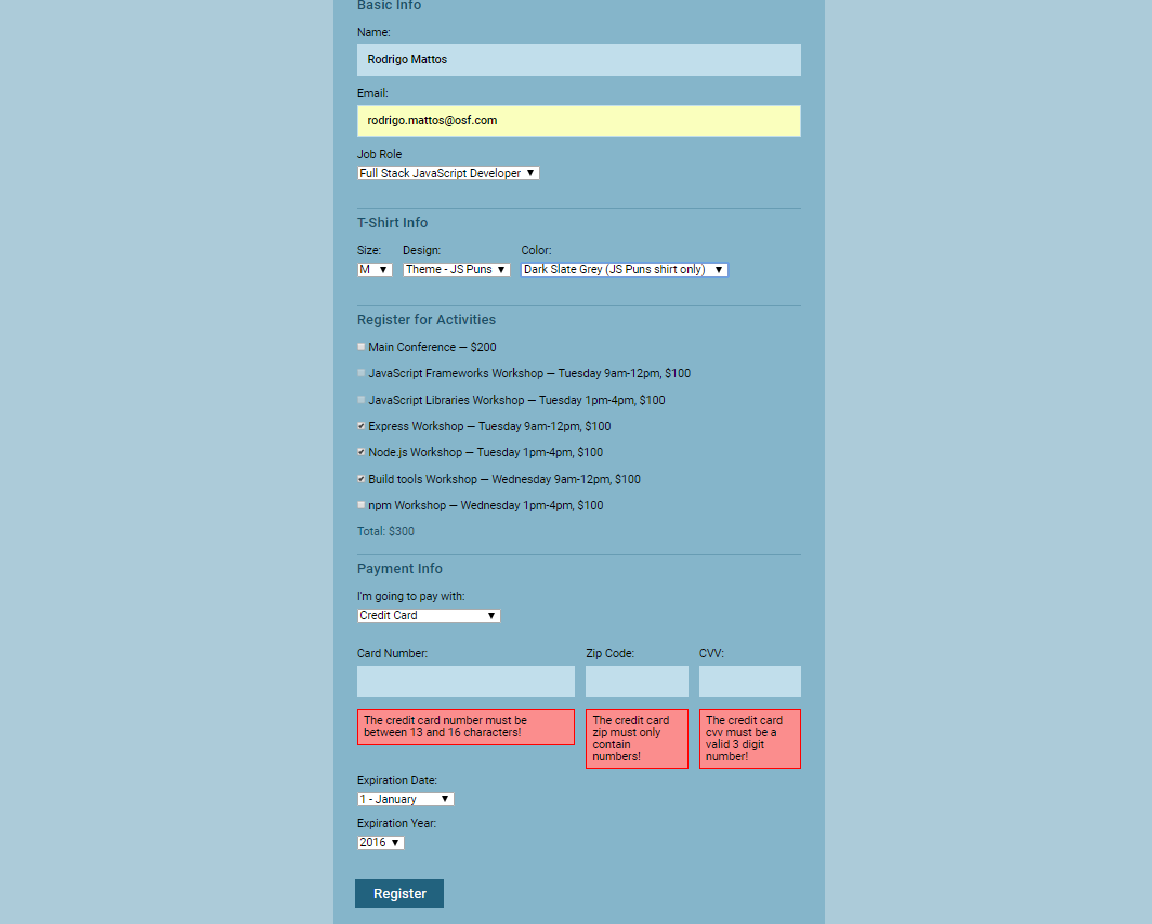 Basic Info
Name:
Rodrigo Mattos
Email:
rodrigo.mattos@osf.com
Job Role
Full Stack JavaScript Developer
T-Shirt Info
Size: Design: Color:
M Theme - JS Puns Dark Slate Grey (JS Puns shirt only)
Register for Activities
Main Conference — $200
JavaScript Frameworks Workshop — Tuesday 9am-12pm, $100
JavaScript Libraries Workshop — Tuesday 1pm-4pm, $100
Express Workshop — Tuesday 9am-12pm, $100
Node.js Workshop — Tuesday 1pm-4pm, $100
Build tools Workshop — Wednesday 9am-12pm, $100
npm Workshop — Wednesday 1pm-4pm, $100
Total: $300
Payment Info
I'm going to pay with:
Credit Card
Card Number: Zip Code: CVV:
The credit card number must be
between 13 and 16 characters!
The credit card
zip must only
contain
numbers!
The credit card
cvv must be a
valid 3 digit
number!
Expiration Date:
1 - January
Expiration Year:
2016
Register